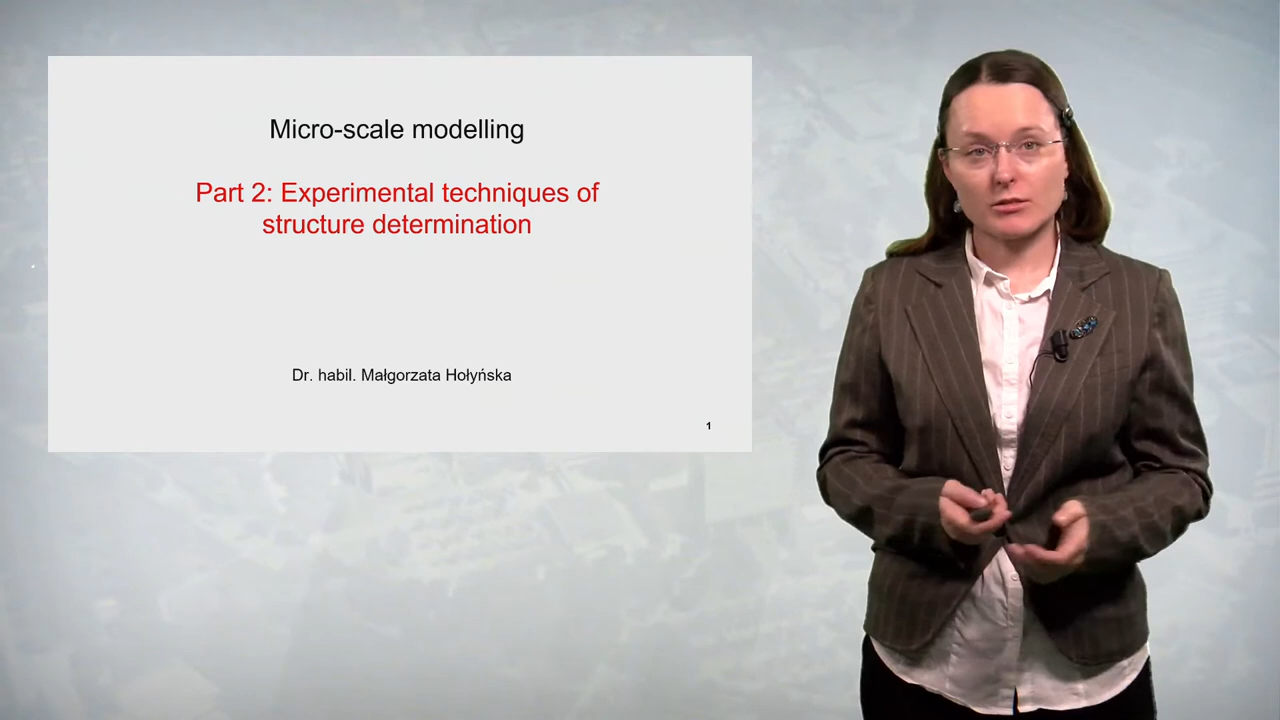 Micro-scale modelling
Part 2: Experimental techniques of
structure determination
Dr. habil. Małgorzata Hołyńska
1